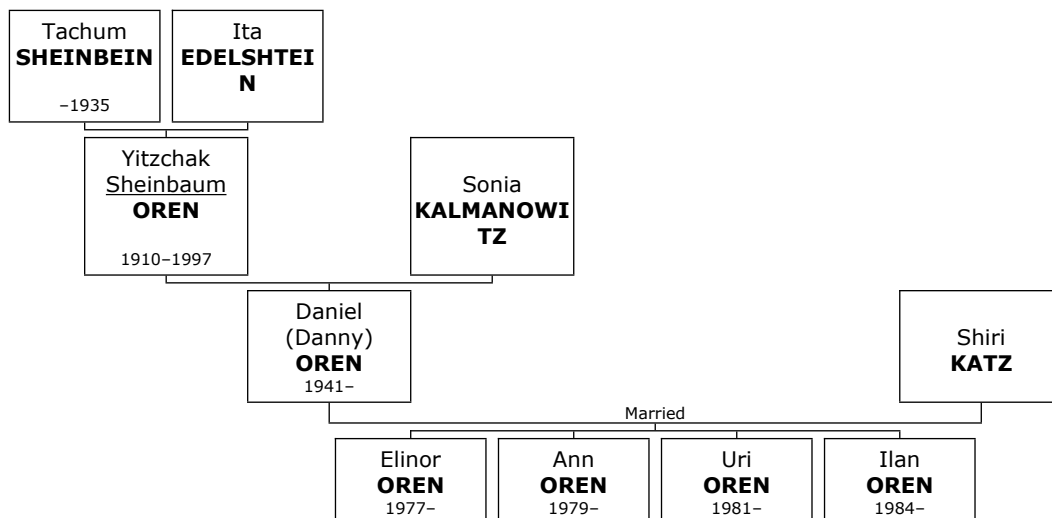 Tachum
SHEINBEIN
–1935
Ita
EDELSHTEI
N
Yitzchak
Sheinbaum
OREN
1910–1997
Sonia
KALMANOWI
TZ
Daniel
(Danny)
OREN
1941–
Shiri
KATZ
Married
Elinor
OREN
1977–
Ann
OREN
1979–
Uri
OREN
1981–
Ilan
OREN
1984–